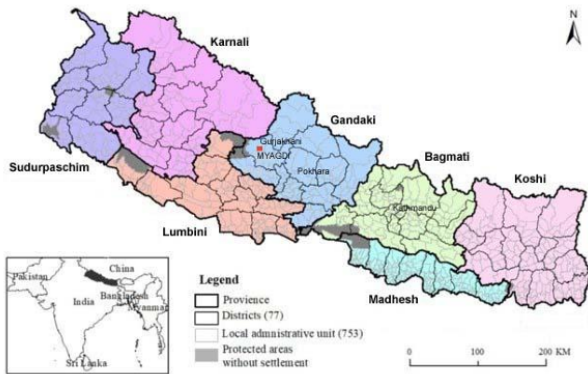 Karnali
N
Gandaki
Gurjakhani
MYAGDI
Bagmati
Sudurpaschim
Pokhara
Koshi
Kathmandu
Lumbini
Madhesh
Pakistan
China
India
Bangladesh
Myanmar
Sri Lanka
Legend
Provience
Districts (77)
Local admnistrative unit (753)
Protected areas
without settlement
0 100 200 KM